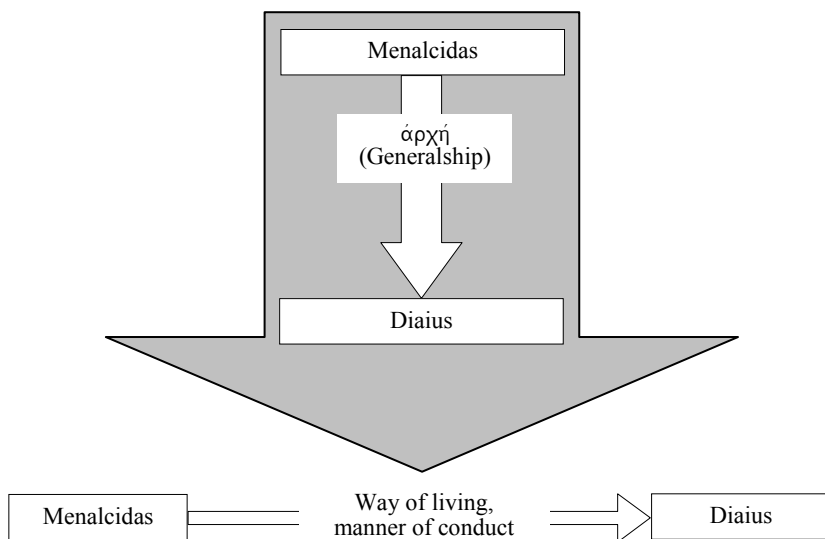 Menalcidas
ἀρχή
(Generalship)
Diaius
Menalcidas
Way of living,
manner of conduct
Diaius